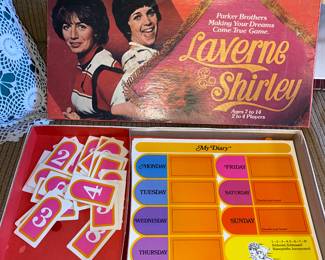 Parker Brothers
Making Your Dreams
Come True Game.
Laverne
&
Shirley
Ages 7 to 14
2 to 4 Players
My Diary
MONDAY
FRIDAY
TUESDAY
SATURDAY
WEDNESDAY
SUNDAY
THURSDAY
2
4
3